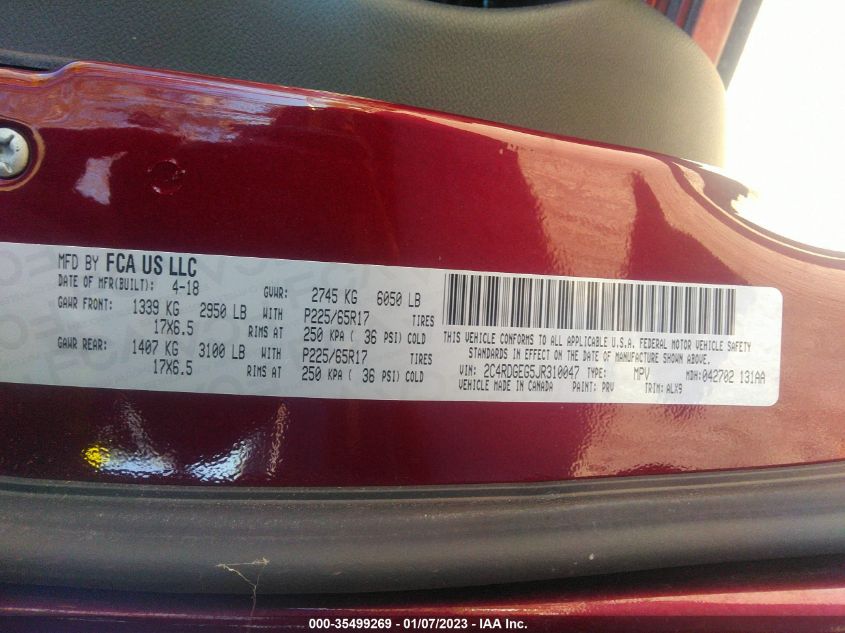 MFD BY FCA US LLC
DATE OF MFR(BUILT): 4-18 GVWR: 2745 KG 6050 LB
GAWR FRONT: 1339 KG 2950 LB WITH P225/65R17 TIRES
17X6.5 RIMS AT 250 KPA ( 36 PSI) COLD
GAWR REAR: 1407 KG 3100 LB WITH P225/65R17 TIRES
17X6.5 RIMS AT 250 KPA ( 36 PSI) COLD
THIS VEHICLE CONFORMS TO ALL APPLICABLE U.S.A. FEDERAL MOTOR VEHICLE SAFETY
STANDARDS IN EFFECT ON THE DATE OF MANUFACTURE SHOWN ABOVE.
VIN: 2C4RDGEG5JR310047 TYPE: MPV MDH: 042702 131AA
VEHICLE MADE IN CANADA PAINT: PRV TRIM: ALX9
000-35499269 - 01/07/2023 - IAA Inc.